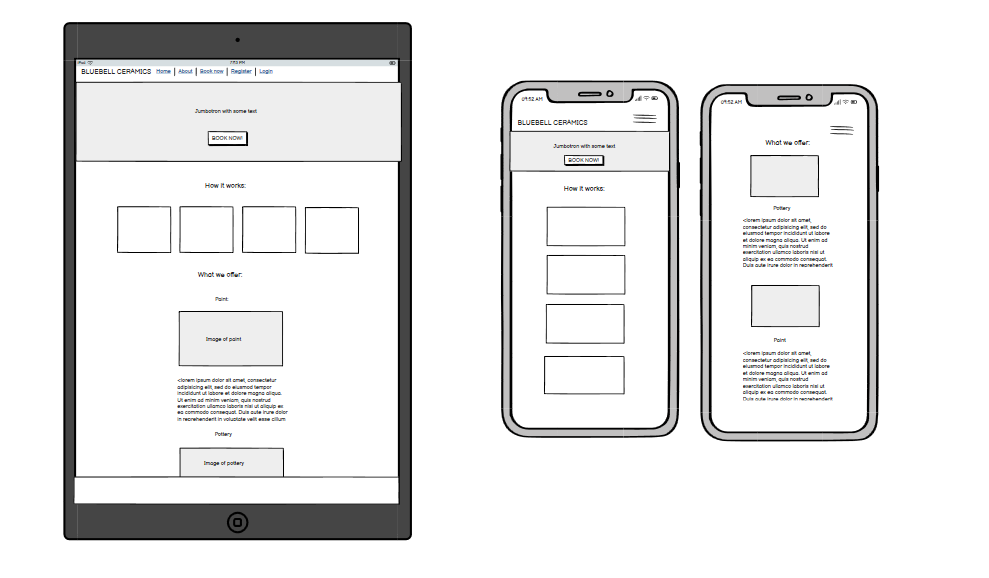 iPad
7:53 PM
BLUEBELL CERAMICS Home | About | Book now | Register | Login
Jumbotron with some text
BOOK NOW!
How it works:
What we offer:
Paint:
Image of paint
<lorem ipsum dolor sit amet, consectetur
adipisicing elit, sed do eiusmod tempor
incididunt ut labore et dolore magna aliqua.
Ut enim ad minim veniam, quis nostrud
exercitation ullamco laboris nisi ut aliquip ex
ea commodo consequat. Duis aute irure dolor
in reprehenderit in voluptate velit esse cillum
Pottery
Image of pottery
09:52 AM
BLUEBELL CERAMICS
Jumbotron with some text
BOOK NOW!
How it works:
09:52 AM
What we offer:
Pottery
<lorem ipsum dolor sit amet,
consectetur adipisicing elit, sed do
eiusmod tempor incididunt ut labore
et dolore magna aliqua. Ut enim ad
minim veniam, quis nostrud
exercitation ullamco laboris nisi ut
aliquip ex ea commodo consequat.
Duis aute irure dolor in reprehenderit
Paint
<lorem ipsum dolor sit amet,
consectetur adipisicing elit, sed do
eiusmod tempor incididunt ut labore
et dolore magna aliqua. Ut enim ad
minim veniam, quis nostrud
exercitation ullamco laboris nisi ut
aliquip ex ea commodo consequat.
Duis aute irure dolor in reprehenderit